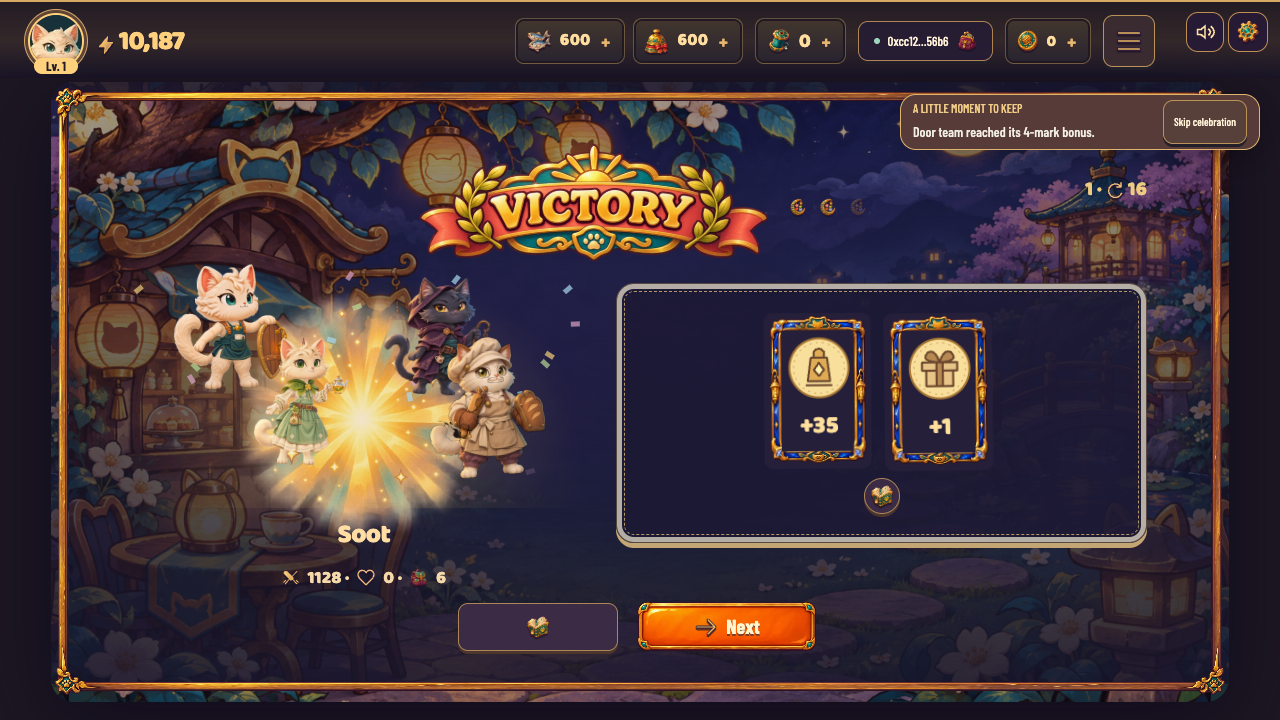 10,187
Lv. 1
600 +
600 +
0 +
0xcc12...56b6
0 +
A LITTLE MOMENT TO KEEP
Door team reached its 4-mark bonus.
Skip celebration
VICTORY
1 · 16
+35
+1
Soot
1128 · 0 · 6
Next